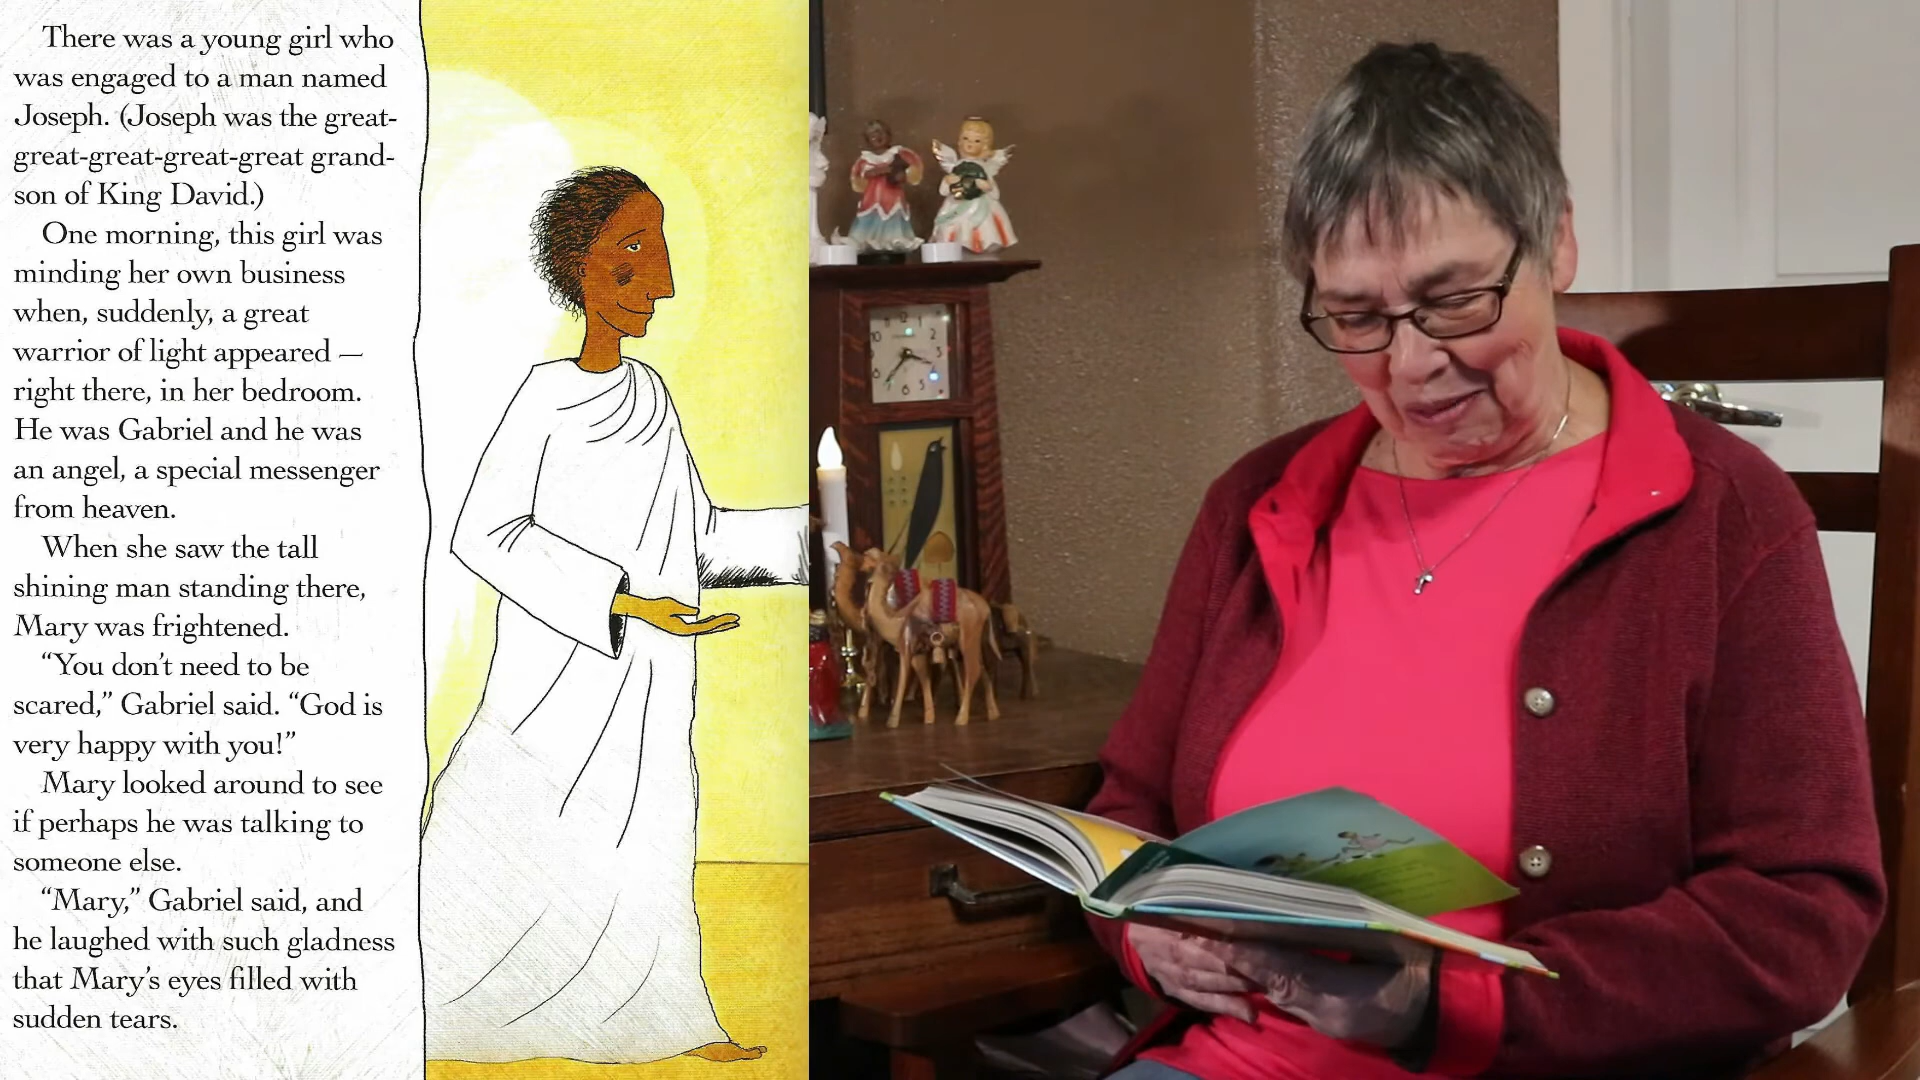 There was a young girl who
was engaged to a man named
Joseph. (Joseph was the great-
great-great-great-great grand-
son of King David.)
One morning, this girl was
minding her own business
when, suddenly, a great
warrior of light appeared —
right there, in her bedroom.
He was Gabriel and he was
an angel, a special messenger
from heaven.
When she saw the tall
shining man standing there,
Mary was frightened.
“You don’t need to be
scared,” Gabriel said. “God is
very happy with you!”
Mary looked around to see
if perhaps he was talking to
someone else.
“Mary,” Gabriel said, and
he laughed with such gladness
that Mary’s eyes filled with
sudden tears.